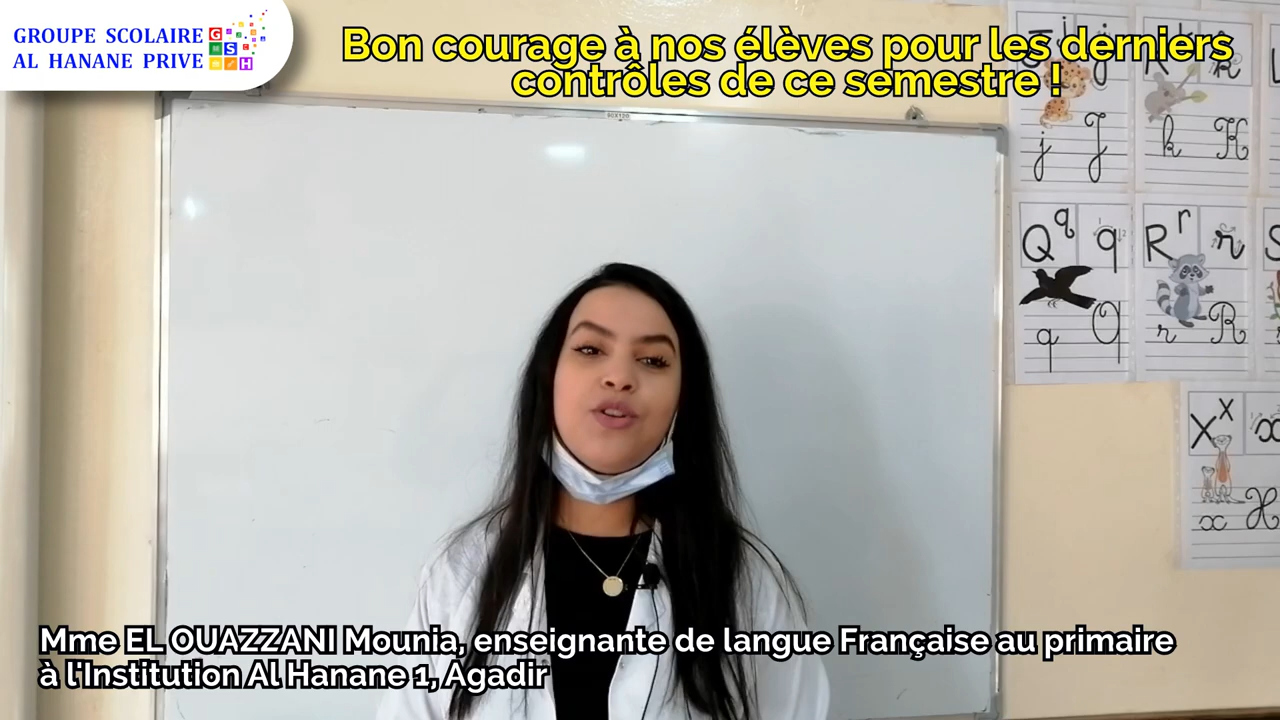 GROUPE SCOLAIRE
AL HANANE PRIVE
G
S
H
Bon courage à nos élèves pour les derniers
contrôles de ce semestre !
j j
j J
K k
k K
Q q q
q Q
R r r
r R
S
X x x
x X
Mme EL OUAZZANI Mounia, enseignante de langue Française au primaire
à l'Institution Al Hanane 1, Agadir